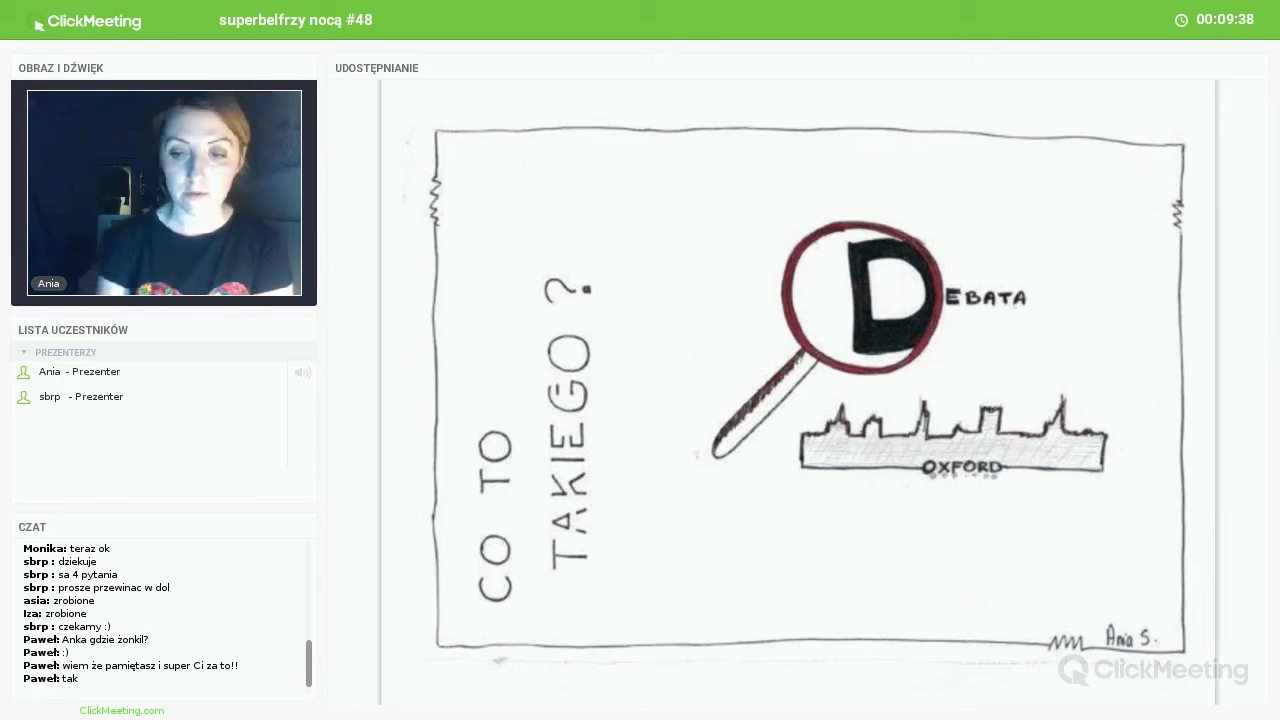 ClickMeeting
superbelfrzy nocą #48
00:09:38
OBRAZ I DŹWIĘK
Ania
LISTA UCZESTNIKÓW
PREZENTERZY
Ania - Prezenter
sbrp - Prezenter
CZAT
Monika: teraz ok
sbrp : dziekuje
sbrp : sa 4 pytania
sbrp : prosze przewinac w dol
asia: zrobione
Iza: zrobione
sbrp : czekamy :)
Paweł: Anka gdzie żonkil?
Paweł: :)
Paweł: wiem że pamiętasz i super Ci za to!!
Paweł: tak
ClickMeeting.com
UDOSTĘPNIANIE
CO TO
TAKIEGO ?
DEBATA
OXFORD
Ania S.
ClickMeeting